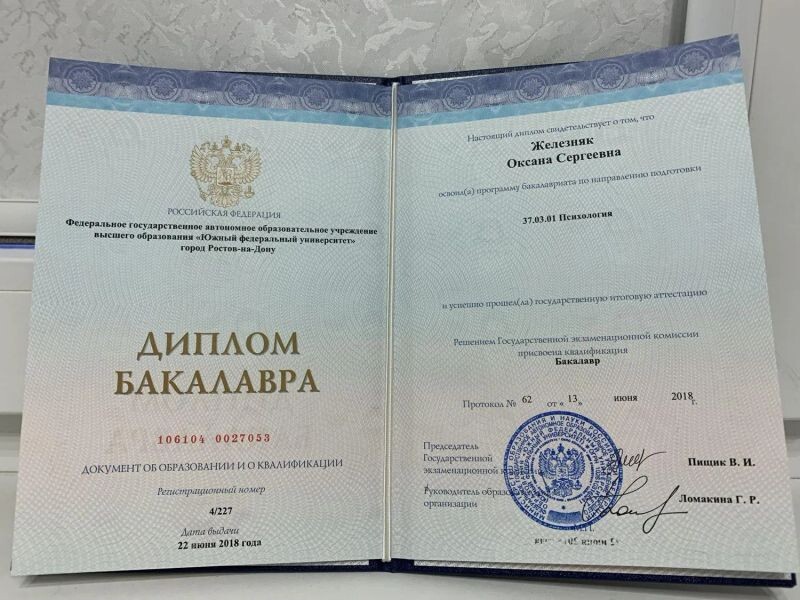 РОССИЙСКАЯ ФЕДЕРАЦИЯ
Федеральное государственное автономное образовательное учреждение
высшего образования «Южный федеральный университет»
город Ростов-на-Дону
ДИПЛОМ
БАКАЛАВРА
106104 0027053
ДОКУМЕНТ ОБ ОБРАЗОВАНИИ И О КВАЛИФИКАЦИИ
Регистрационный номер
4/227
Дата выдачи
22 июня 2018 года
Настоящий диплом свидетельствует о том, что
Железняк
Оксана Сергеевна
освоил(а) программу бакалавриата по направлению подготовки
37.03.01 Психология
и успешно прошел(ла) государственную итоговую аттестацию
Решением Государственной экзаменационной комиссии
присвоена квалификация
Бакалавр
Протокол № 62 от « 13 » июня 2018 г.
Председатель
Государственной
экзаменационной
Пищик В. И.
Руководитель
организации
Ломакина Г. Р.
М.П.